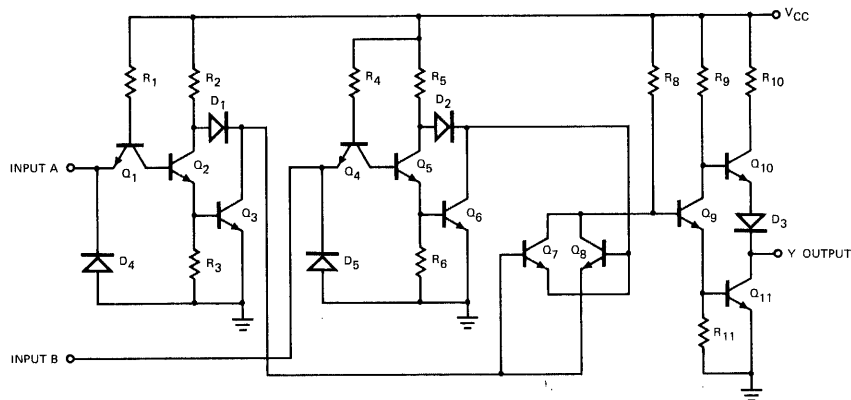 VCC
R1
R2
D1
R4
R5
D2
R8
R9
R10
INPUT A
Q1
Q2
Q3
Q4
Q5
Q6
Q7
Q8
Q9
Q10
D3
Y OUTPUT
D4
R3
D5
R6
Q11
R11
INPUT B